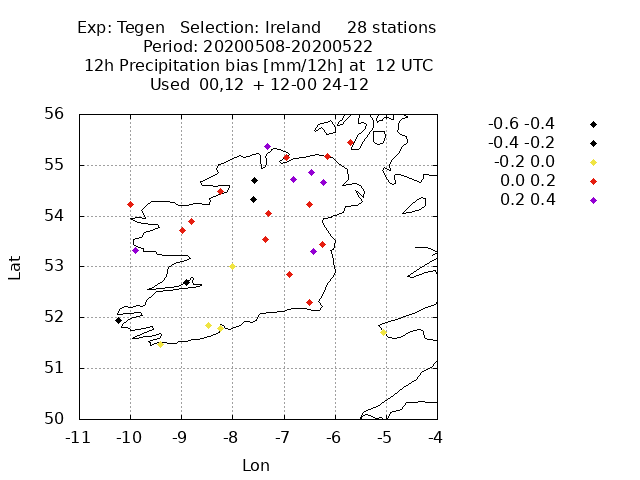 Exp: Tegen Selection: Ireland 28 stations
Period: 20200508-20200522
12h Precipitation bias [mm/12h] at 12 UTC
Used 00,12 + 12-00 24-12
-0.6 -0.4
-0.4 -0.2
-0.2 0.0
0.0 0.2
0.2 0.4
56
55
54
53
52
51
50
Lat
-11 -10 -9 -8 -7 -6 -5 -4
Lon